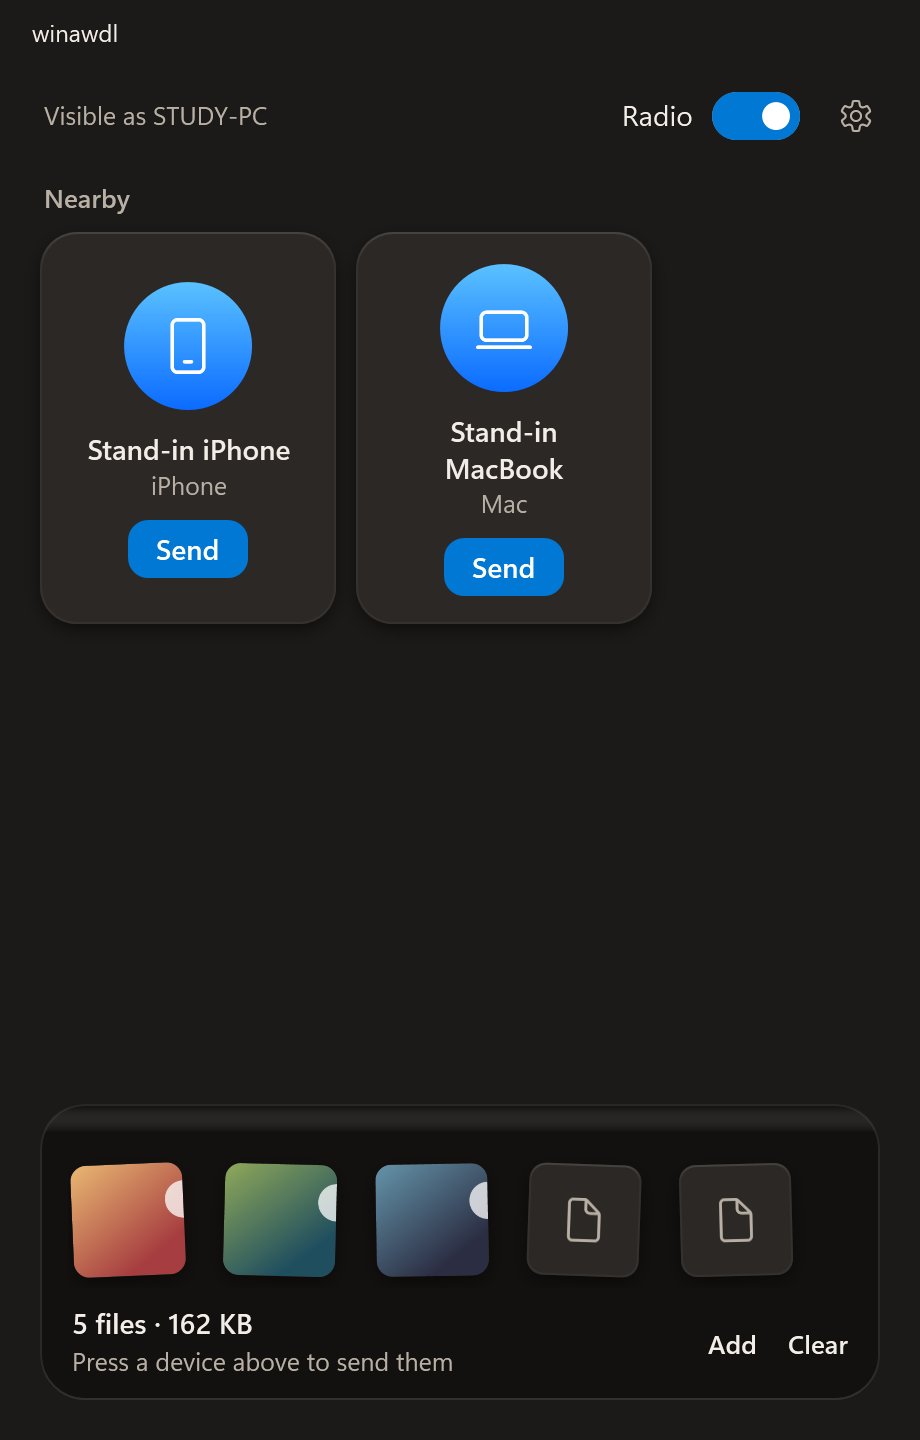 winawdl
Visible as STUDY-PC
Radio
Nearby
Stand-in iPhone
iPhone
Send
Stand-in
MacBook
Mac
Send
5 files · 162 KB
Press a device above to send them
Add
Clear